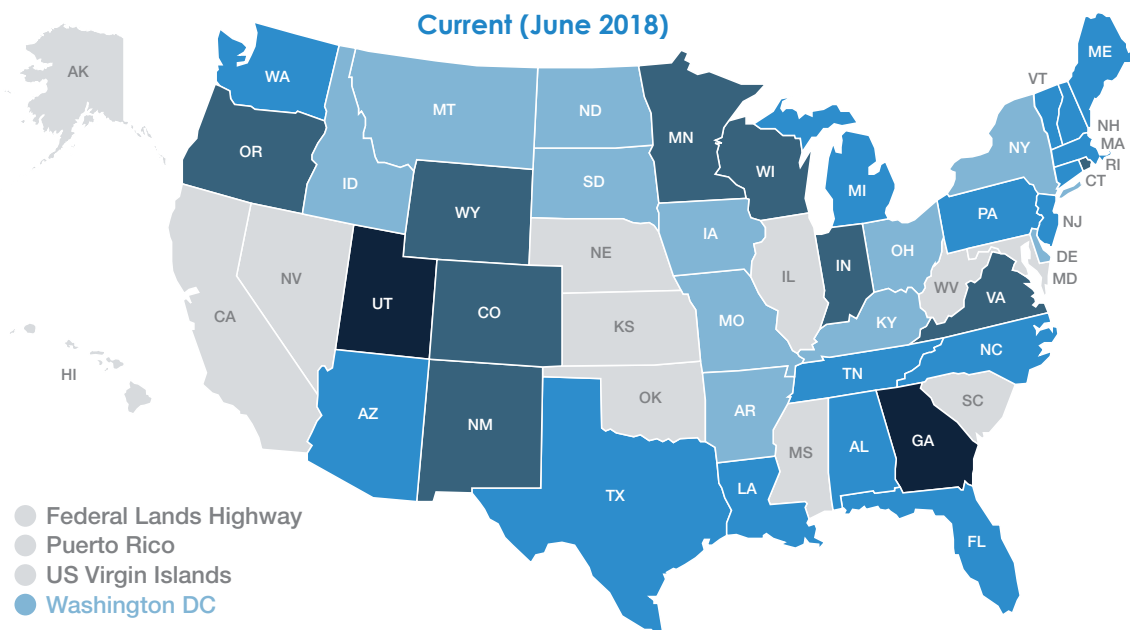 Current (June 2018)
AK
WA
MT
ND
MN
VT
ME
NH
MA
RI
CT
NY
OR
ID
SD
WI
MI
WY
IA
PA
NJ
NE
OH
DE
MD
NV
UT
CO
IL
IN
WV
VA
CA
KS
MO
KY
HI
NC
TN
AZ
NM
OK
AR
SC
MS
AL
GA
TX
LA
FL
Federal Lands Highway
Puerto Rico
US Virgin Islands
Washington DC